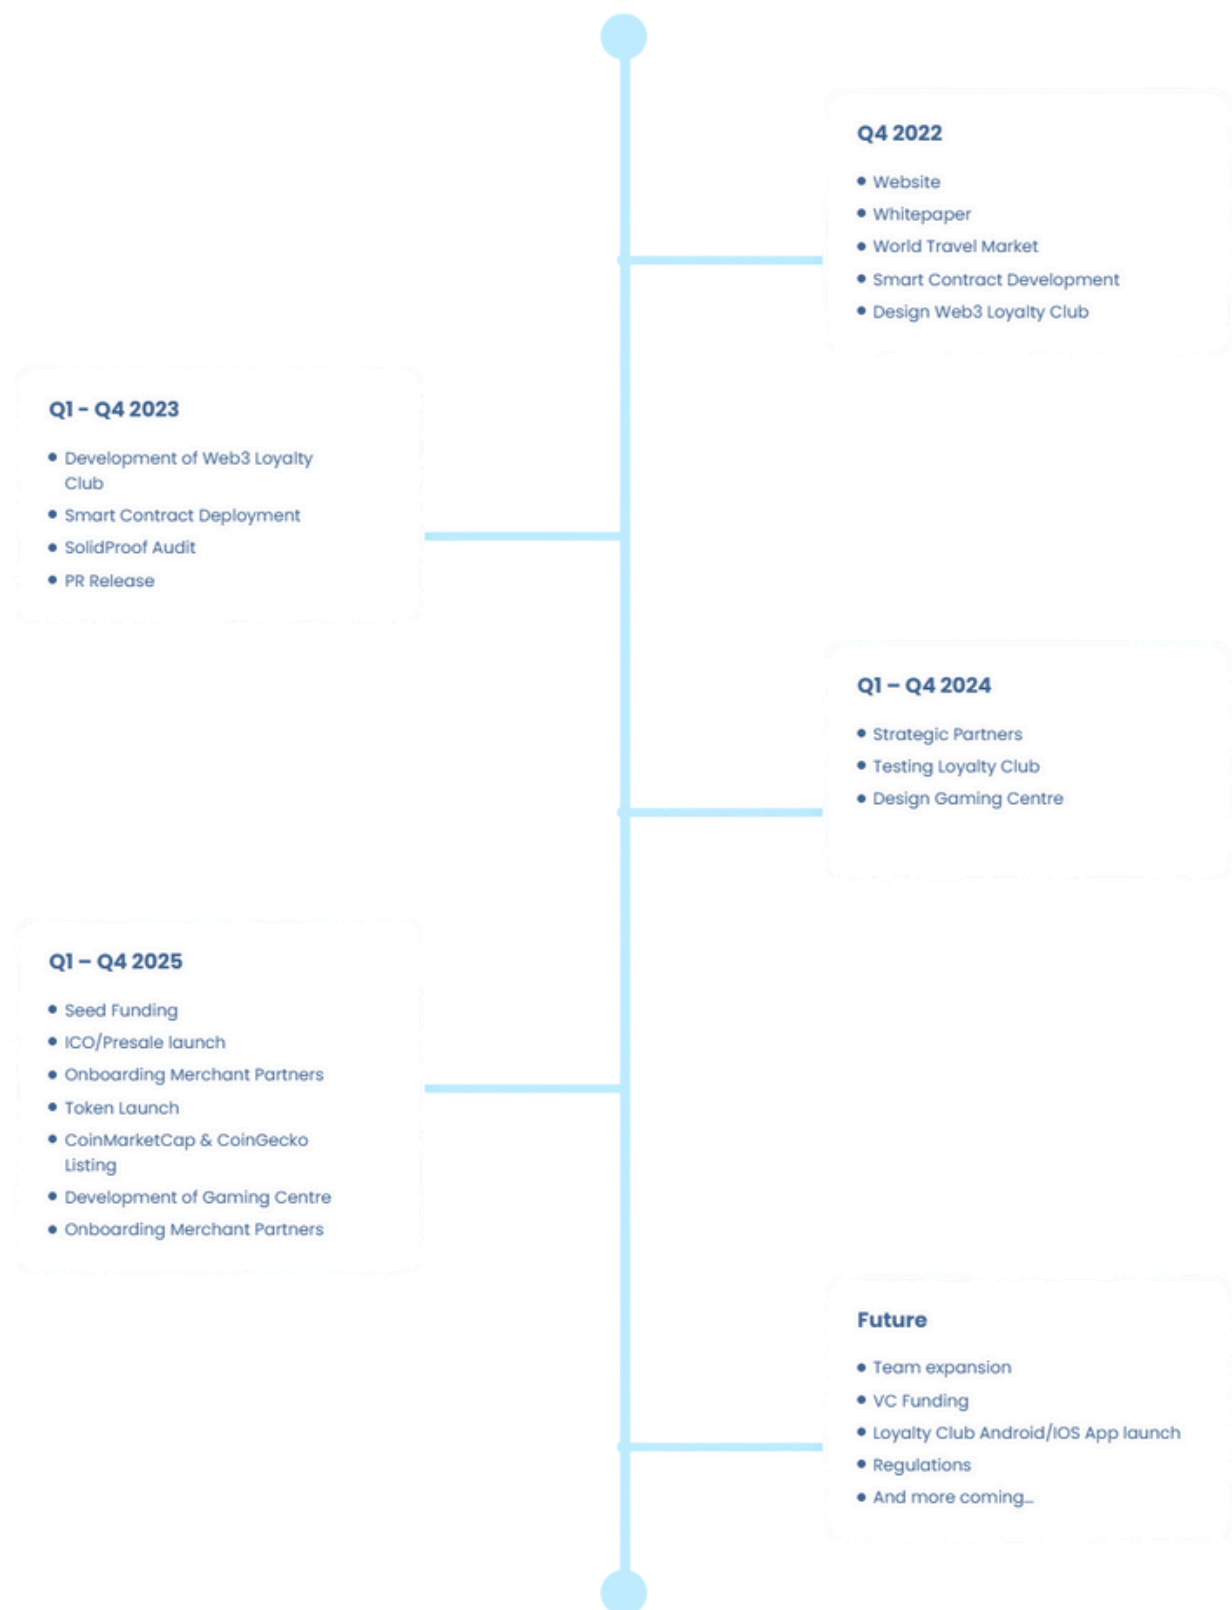 Q4 2022
Website
Whitepaper
World Travel Market
Smart Contract Development
Design Web3 Loyalty Club
Q1 - Q4 2023
Development of Web3 Loyalty
Club
Smart Contract Deployment
SolidProof Audit
PR Release
Q1 – Q4 2024
Strategic Partners
Testing Loyalty Club
Design Gaming Centre
Q1 – Q4 2025
Seed Funding
ICO/Presale launch
Onboarding Merchant Partners
Token Launch
CoinMarketCap & CoinGecko
Listing
Development of Gaming Centre
Onboarding Merchant Partners
Future
Team expansion
VC Funding
Loyalty Club Android/IOS App launch
Regulations
And more coming...